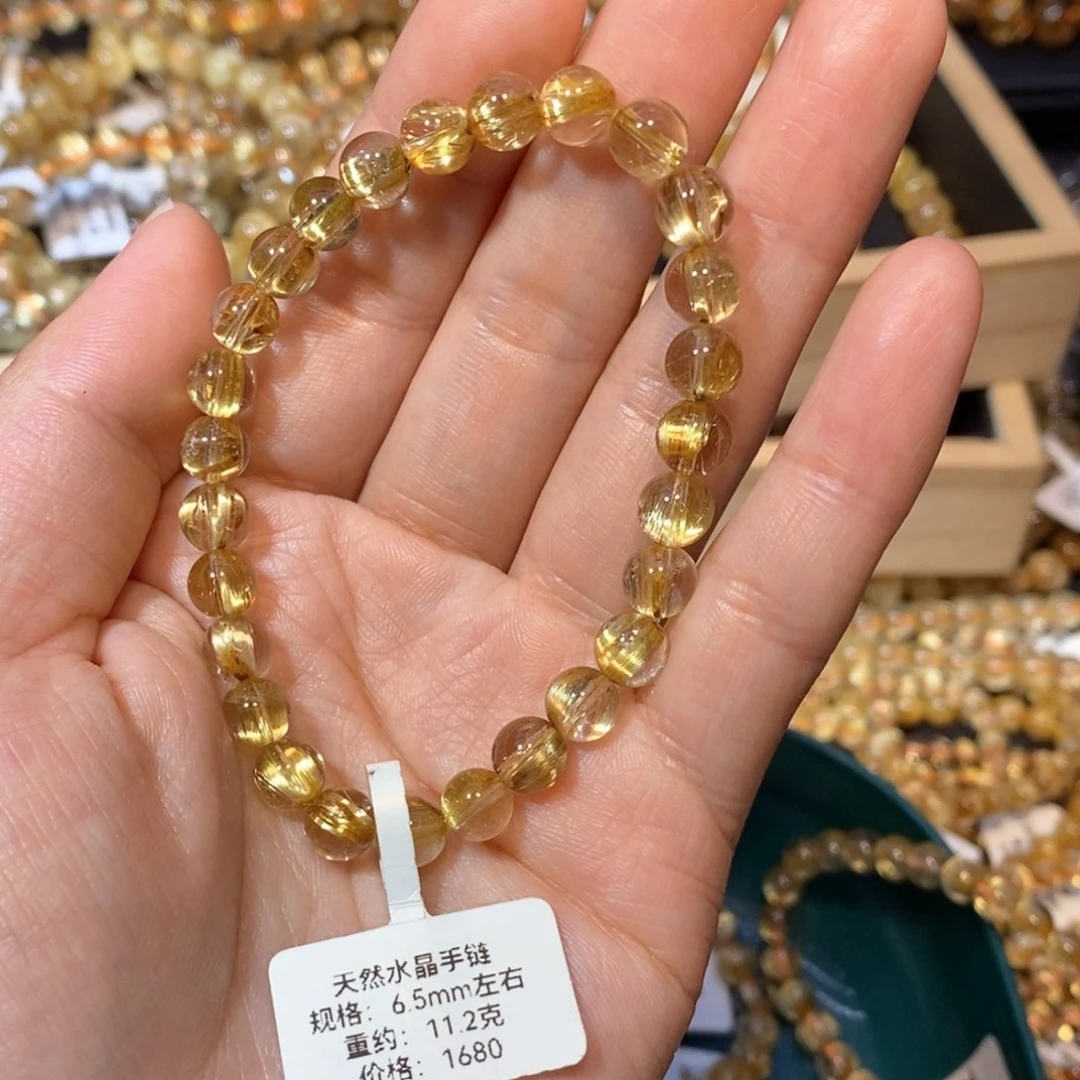 天然水晶手链
规格：6.5mm左右
重约：11.2克
价格：1680